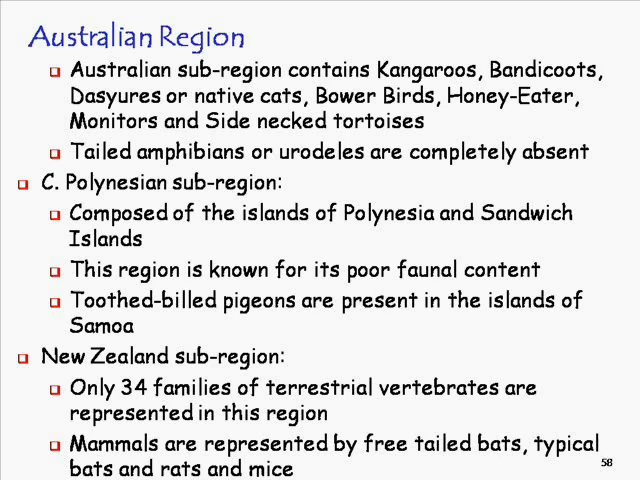 Australian Region
Australian sub-region contains Kangaroos, Bandicoots,
Dasyures or native cats, Bower Birds, Honey-Eater,
Monitors and Side necked tortoises
Tailed amphibians or urodeles are completely absent
C. Polynesian sub-region:
Composed of the islands of Polynesia and Sandwich
Islands
This region is known for its poor faunal content
Toothed-billed pigeons are present in the islands of
Samoa
New Zealand sub-region:
Only 34 families of terrestrial vertebrates are
represented in this region
Mammals are represented by free tailed bats, typical
bats and rats and mice
58